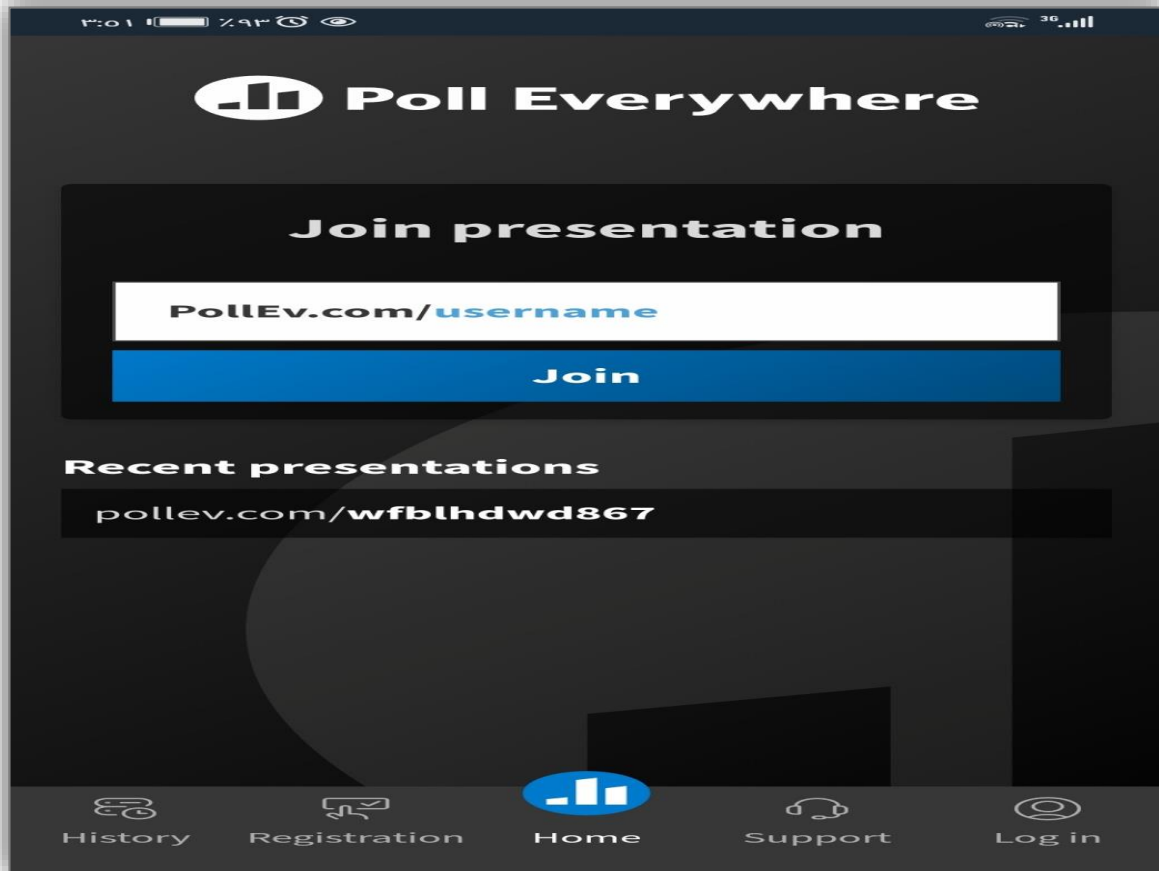 ٣:٥١ ٪٩٣ 3G
Poll Everywhere
Join presentation
PollEv.com/username
Join
Recent presentations
pollev.com/wfblhdwd867
History Registration Home Support Log in